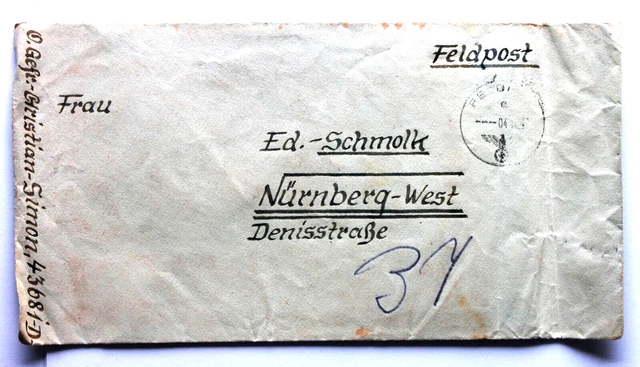 Feldpost
Frau
Ed.-Schmolk
Nürnberg-West
Denisstraße
37
O.Gefr.-Christian-Simon, 43681-D